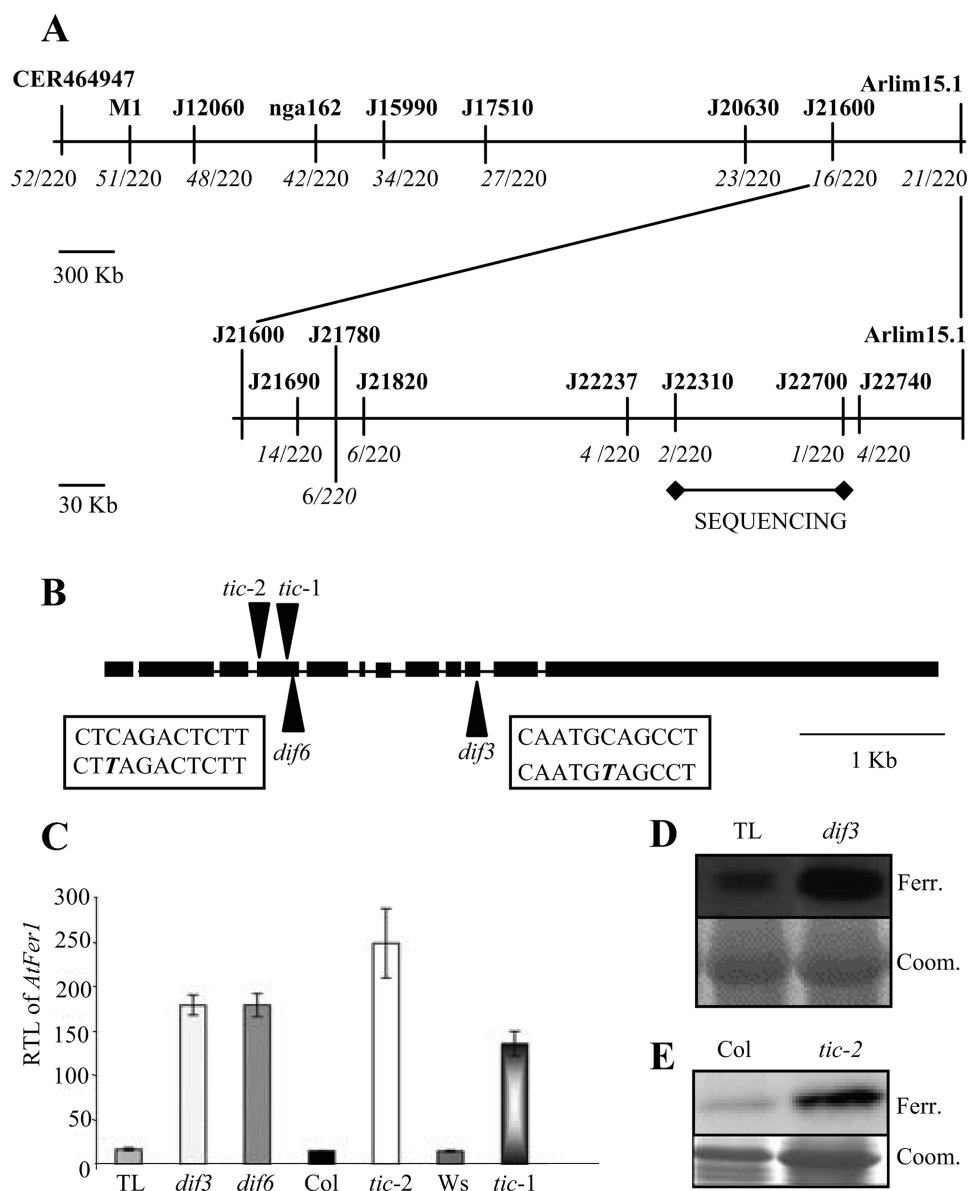 A
CER464947
M1 J12060 nga162 J15990 J17510 J20630 J21600 Arlim15.1
52/220 51/220 48/220 42/220 34/220 27/220 23/220 16/220 21/220
300 Kb
J21600 J21780 Arlim15.1
J21690 J21820 J22237 J22310 J22700 J22740
14/220 6/220 4 /220 2/220 1/220 4/220
30 Kb
6/220
SEQUENCING
B
tic-2 tic-1
dif6 dif3
CTCAGACTCTT
CTTAGACTCTT
CAATGCAGCCT
CAATGTAGCCT
1 Kb
C
RTL of AtFer1
300
250
200
150
100
50
0
TL dif3 dif6 Col tic-2 Ws tic-1
D
TL dif3
Ferr.
Coom.
E
Col tic-2
Ferr.
Coom.